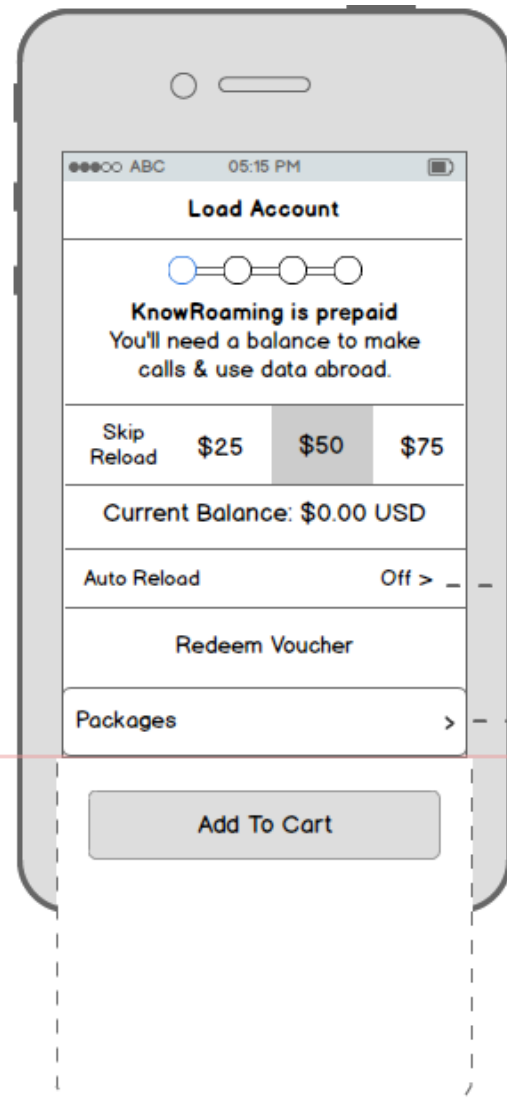 ABC 05:15 PM
Load Account
KnowRoaming is prepaid
You'll need a balance to make
calls & use data abroad.
Skip
Reload $25 $50 $75
Current Balance: $0.00 USD
Auto Reload Off >
Redeem Voucher
Packages >
Add To Cart